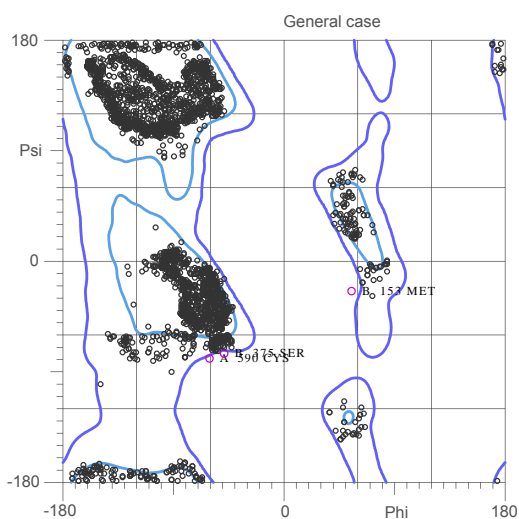 General case
180
Psi
0
B 153 MET
B 375 SER
A 590 CYS
-180
-180 0 Phi 180